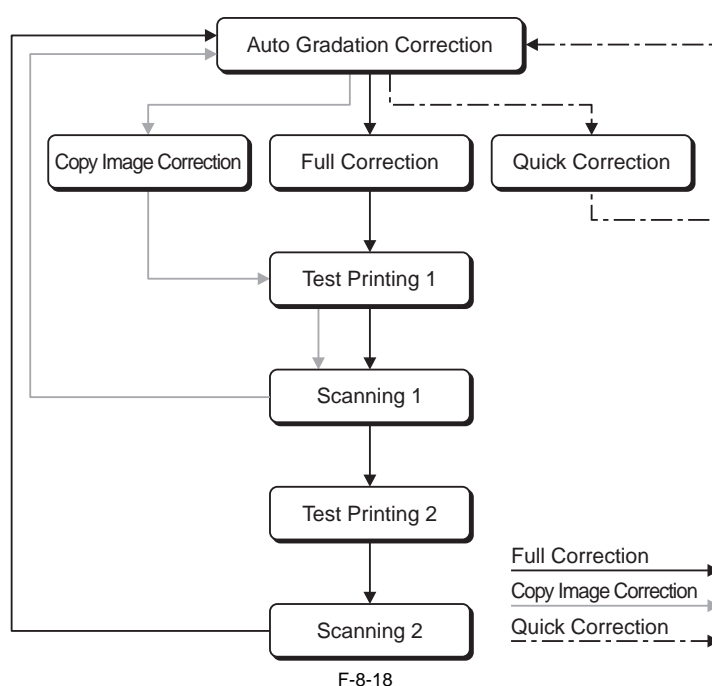 Auto Gradation Correction
Copy Image Correction
Full Correction
Quick Correction
Test Printing 1
Scanning 1
Test Printing 2
Scanning 2
Full Correction
Copy Image Correction
Quick Correction
F-8-18